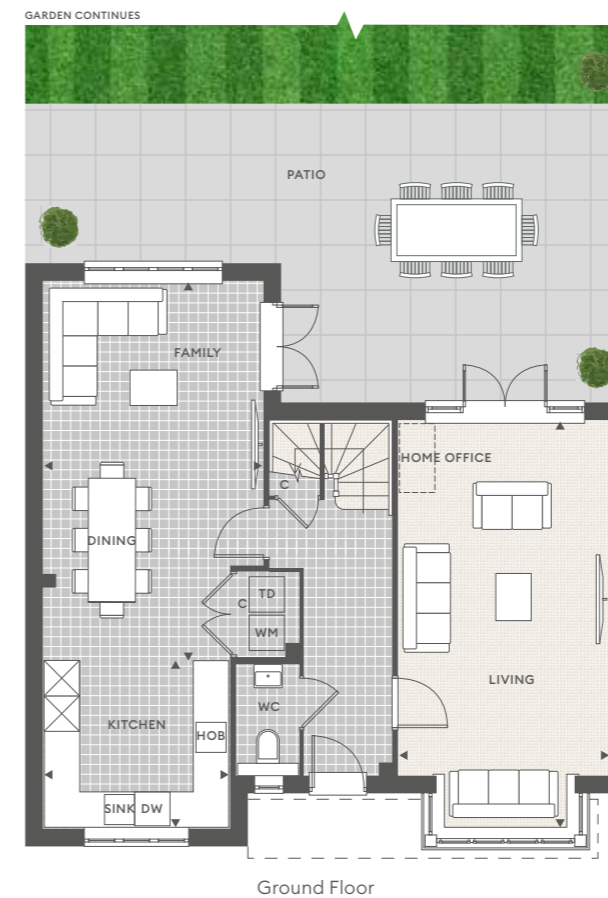 GARDEN CONTINUES
PATIO
FAMILY
HOME OFFICE
C
DINING
TD
C
WM
LIVING
WC
KITCHEN
HOB
SINK
DW
Ground Floor